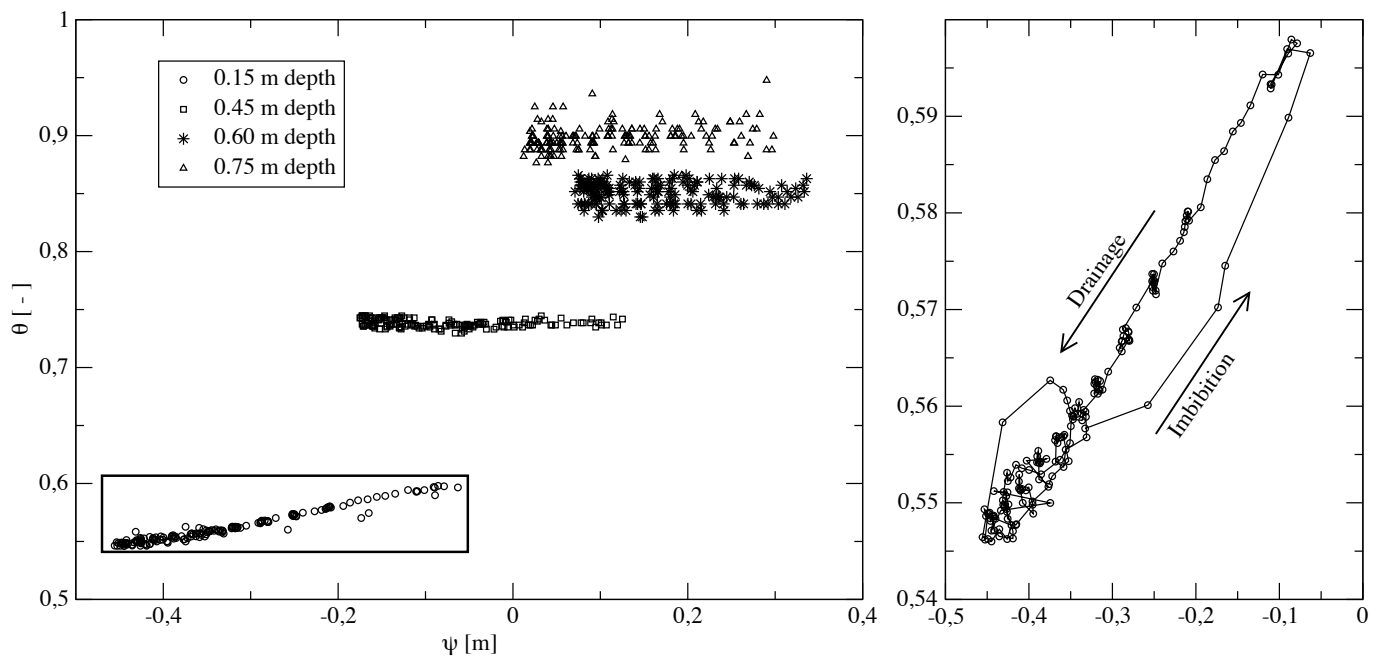 1
0,9
0,8
0,7
0,6
0,5
θ [ - ]
0.15 m depth
0.45 m depth
0.60 m depth
0.75 m depth
-0,4
-0,2
0
0,2
0,4
ψ [m]
0,59
0,58
0,57
0,56
0,55
0,54
Drainage
Imbibition
-0,5
-0,4
-0,3
-0,2
-0,1
0